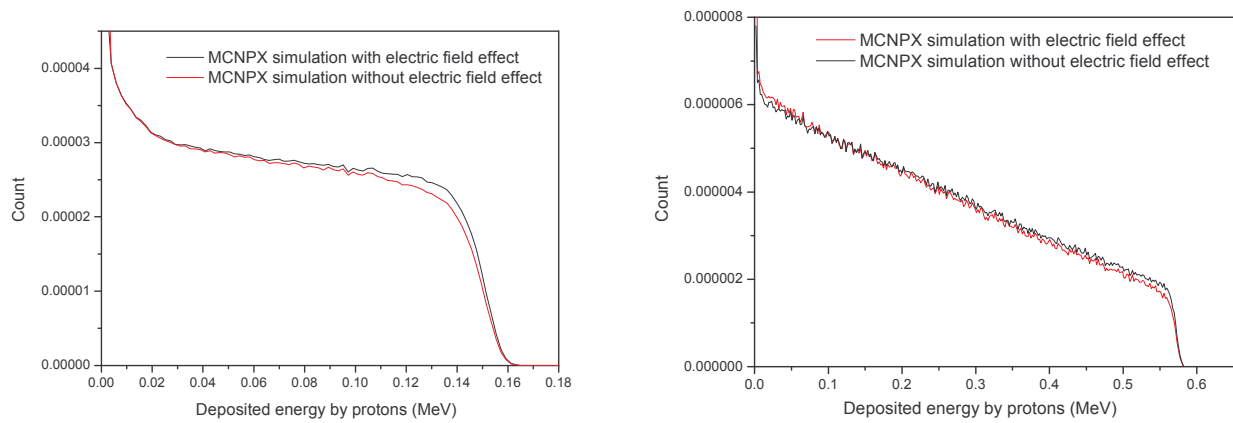 MCNPX simulation with electric field effect
MCNPX simulation without electric field effect
0.00004
0.00003
0.00002
0.00001
0.00000
Count
0.00 0.02 0.04 0.06 0.08 0.10 0.12 0.14 0.16 0.18
Deposited energy by protons (MeV)
0.000008
MCNPX simulation with electric field effect
MCNPX simulation without electric field effect
0.000006
0.000004
0.000002
0.000000
Count
0.0 0.1 0.2 0.3 0.4 0.5 0.6
Deposited energy by protons (MeV)